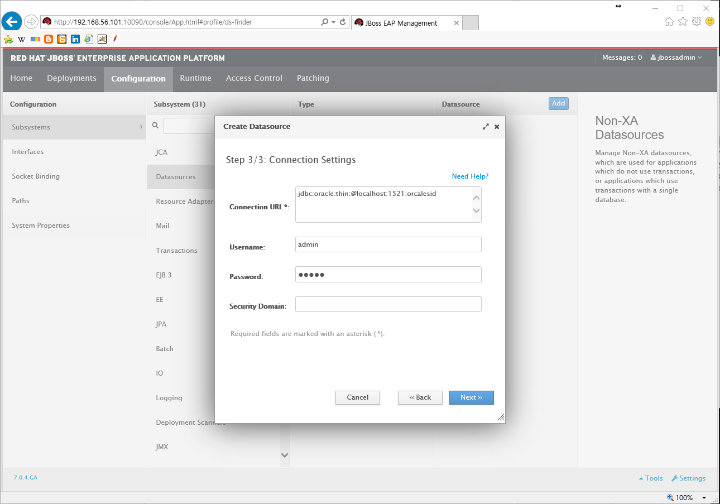 http://192.168.56.101:10090/console/App.html#profile/ds-finder
JBoss EAP Management
RED HAT JBOSS ENTERPRISE APPLICATION PLATFORM
Messages: 0 jbossadmin
Home Deployments Configuration Runtime Access Control Patching
Configuration Subsystem (31) Type Datasource Add
Subsystems
Interfaces
Socket Binding
Paths
System Properties
JCA
Datasources
Resource Adapter
Mail
Transactions
EJB 3
EE
JPA
Batch
IO
Logging
Deployment Scann
JMX
Create Datasource
Step 3/3: Connection Settings
Need Help?
Connection URL*: jdbc:oracle:thin:@localhost:1521:orcalesid
Username: admin
Password: •••••
Security Domain:
Required fields are marked with an asterisk (*).
Cancel « Back Next »
Non-XA
Datasources
Manage Non-XA datasources,
which are used for applications
which do not use transactions,
or applications which use
transactions with a single
database.
7.0.4.GA
Tools Settings
100%